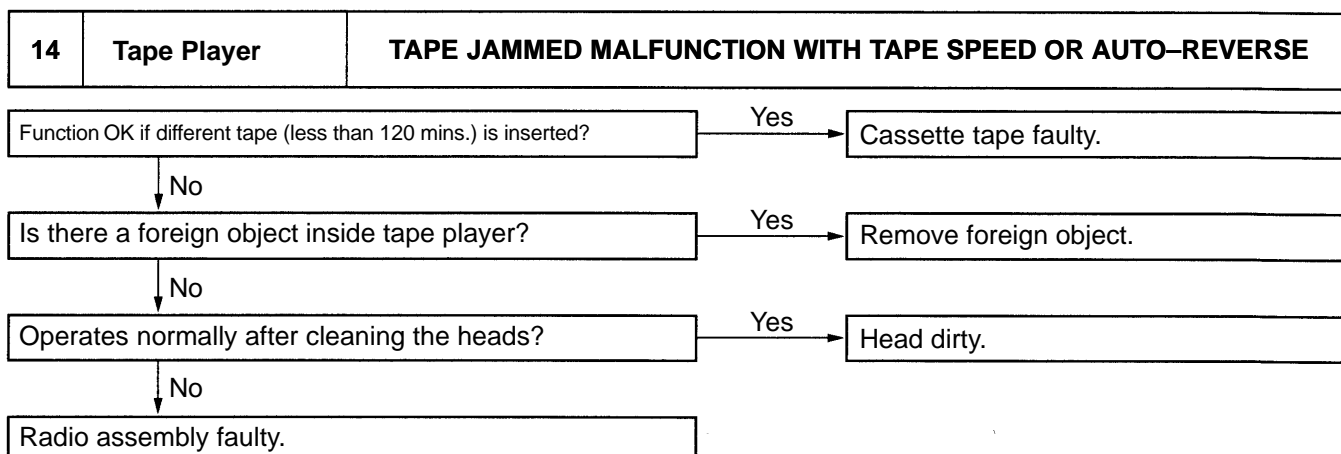 14 Tape Player TAPE JAMMED MALFUNCTION WITH TAPE SPEED OR AUTO–REVERSE
Function OK if different tape (less than 120 mins.) is inserted? Yes Cassette tape faulty.
No
Is there a foreign object inside tape player? Yes Remove foreign object.
No
Operates normally after cleaning the heads? Yes Head dirty.
No
Radio assembly faulty.